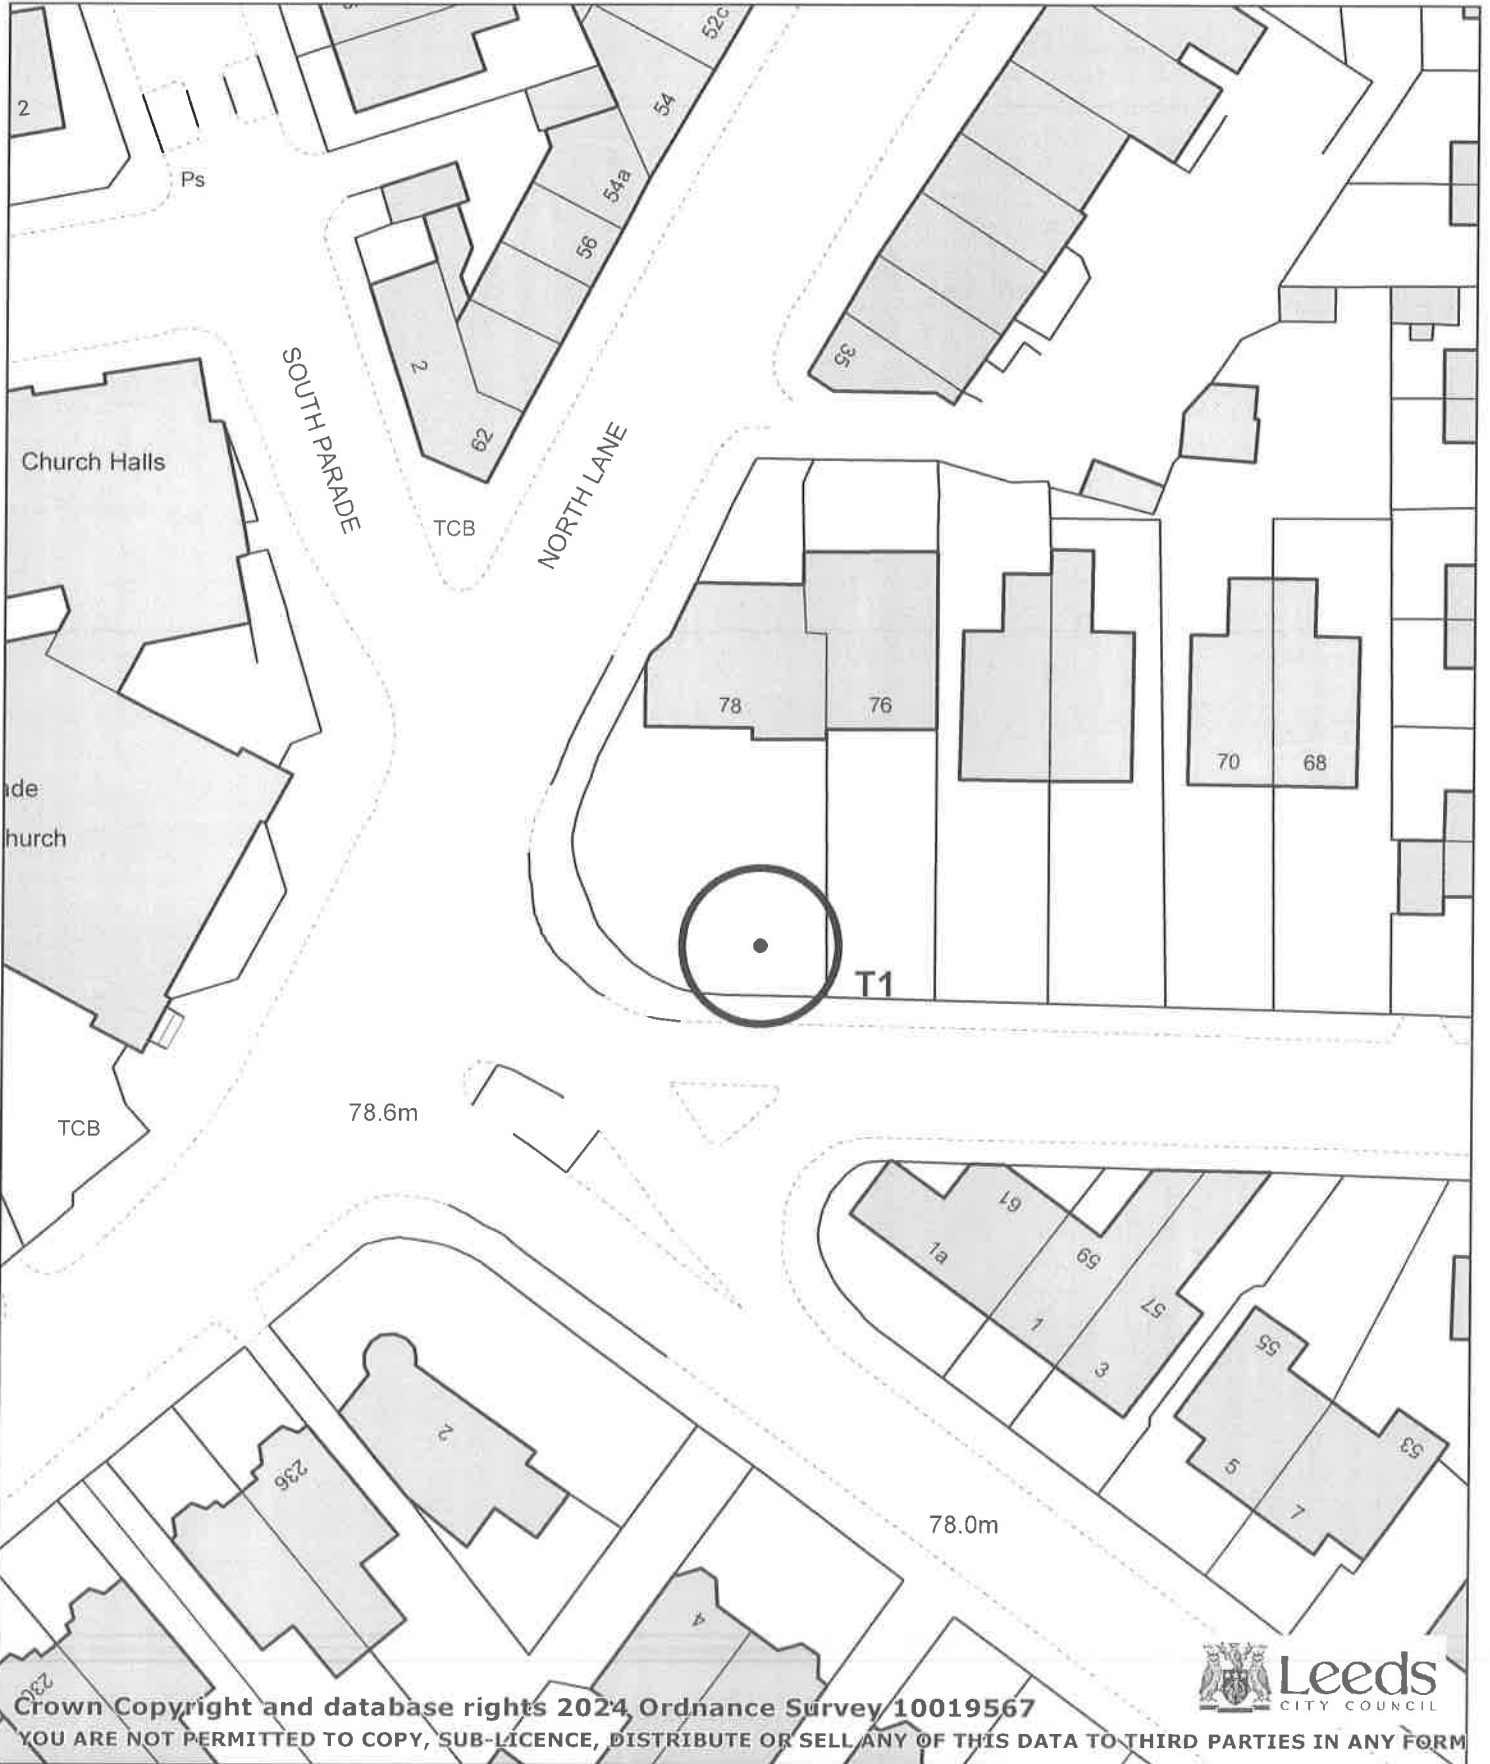 52c
2
54
Ps
54a
56
35
2
62
SOUTH PARADE
NORTH LANE
Church Halls
TCB
78
76
70
68
ade
hurch
T1
78.6m
TCB
61
1a
59
1
57
3
55
53
5
7
2
236
78.0m
4
230
Leeds
CITY COUNCIL
Crown Copyright and database rights 2024 Ordnance Survey 10019567
YOU ARE NOT PERMITTED TO COPY, SUB-LICENCE, DISTRIBUTE OR SELL ANY OF THIS DATA TO THIRD PARTIES IN ANY FORM